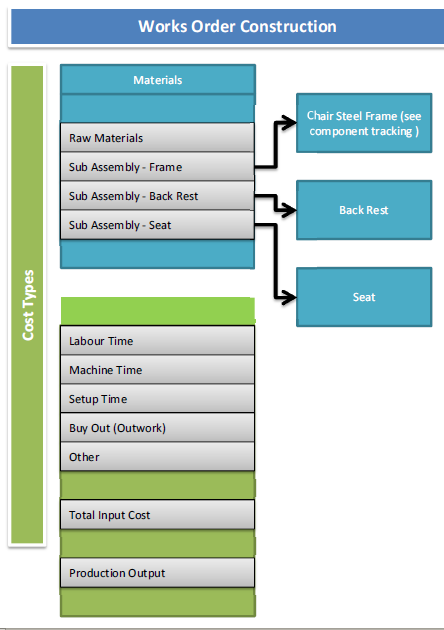 Works Order Construction
Cost Types
Materials
Raw Materials
Sub Assembly - Frame
Sub Assembly - Back Rest
Sub Assembly - Seat
Chair Steel Frame (see
component tracking )
Back Rest
Seat
Labour Time
Machine Time
Setup Time
Buy Out (Outwork)
Other
Total Input Cost
Production Output